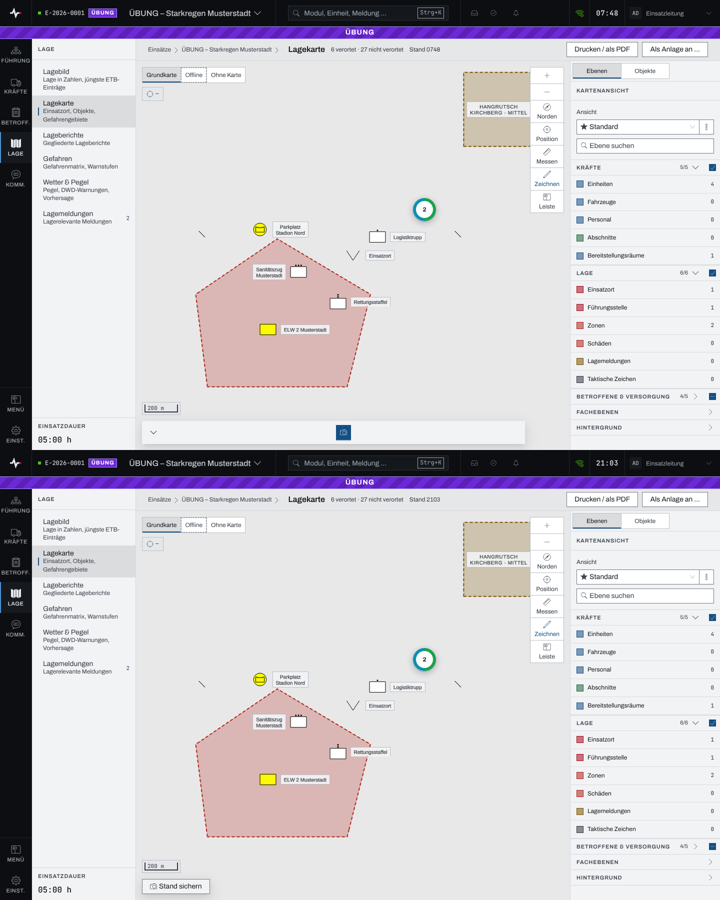 E-2026-0001 ÜBUNG ÜBUNG – Starkregen Musterstadt Modul, Einheit, Meldung ... Strg+K 07:48 AD Einsatzleitung
ÜBUNG
FÜHRUNG
KRÄFTE
BETROFF.
LAGE
KOMM.
MENÜ
EINST.
LAGE
Lagebild
Lage in Zahlen, jüngste ETB-
Einträge
Lagekarte
Einsatzort, Objekte,
Gefahrengebiete
Lageberichte
Gegliederte Lageberichte
Gefahren
Gefahrenmatrix, Warnstufen
Wetter & Pegel
Pegel, DWD-Warnungen,
Vorhersage
Lagemeldungen 2
Lagerelevante Meldungen
EINSATZDAUER
05:00 h
Einsätze ÜBUNG – Starkregen Musterstadt Lagekarte 6 verortet · 27 nicht verortet Stand 0748 Drucken / als PDF Als Anlage an ...
Grundkarte Offline Ohne Karte
HANGRUTSCH
KIRCHBERG - MITTEL
Norden
Position
Messen
Zeichnen
Leiste
2
Parkplatz
Stadion Nord
Logistiktrupp
Einsatzort
Sanitätszug
Musterstadt
Rettungsstaffel
ELW 2 Musterstadt
200 m
Ebenen Objekte
KARTENANSICHT
Ansicht
Standard
Ebene suchen
KRÄFTE 5/5
Einheiten 4
Fahrzeuge 0
Personal 0
Abschnitte 0
Bereitstellungsräume 1
LAGE 6/6
Einsatzort 1
Führungsstelle 1
Zonen 2
Schäden 0
Lagemeldungen 0
Taktische Zeichen 0
BETROFFENE & VERSORGUNG 4/5
FACHEBENEN
HINTERGRUND
E-2026-0001 ÜBUNG ÜBUNG – Starkregen Musterstadt Modul, Einheit, Meldung ... Strg+K 21:03 AD Einsatzleitung
ÜBUNG
FÜHRUNG
KRÄFTE
BETROFF.
LAGE
KOMM.
MENÜ
EINST.
LAGE
Lagebild
Lage in Zahlen, jüngste ETB-
Einträge
Lagekarte
Einsatzort, Objekte,
Gefahrengebiete
Lageberichte
Gegliederte Lageberichte
Gefahren
Gefahrenmatrix, Warnstufen
Wetter & Pegel
Pegel, DWD-Warnungen,
Vorhersage
Lagemeldungen 2
Lagerelevante Meldungen
EINSATZDAUER
05:00 h
Einsätze ÜBUNG – Starkregen Musterstadt Lagekarte 6 verortet · 27 nicht verortet Stand 2103 Drucken / als PDF Als Anlage an ...
Grundkarte Offline Ohne Karte
HANGRUTSCH
KIRCHBERG - MITTEL
Norden
Position
Messen
Zeichnen
Leiste
2
Parkplatz
Stadion Nord
Logistiktrupp
Einsatzort
Sanitätszug
Musterstadt
Rettungsstaffel
ELW 2 Musterstadt
200 m
Stand sichern
Ebenen Objekte
KARTENANSICHT
Ansicht
Standard
Ebene suchen
KRÄFTE 5/5
Einheiten 4
Fahrzeuge 0
Personal 0
Abschnitte 0
Bereitstellungsräume 1
LAGE 6/6
Einsatzort 1
Führungsstelle 1
Zonen 2
Schäden 0
Lagemeldungen 0
Taktische Zeichen 0
BETROFFENE & VERSORGUNG 4/5
FACHEBENEN
HINTERGRUND